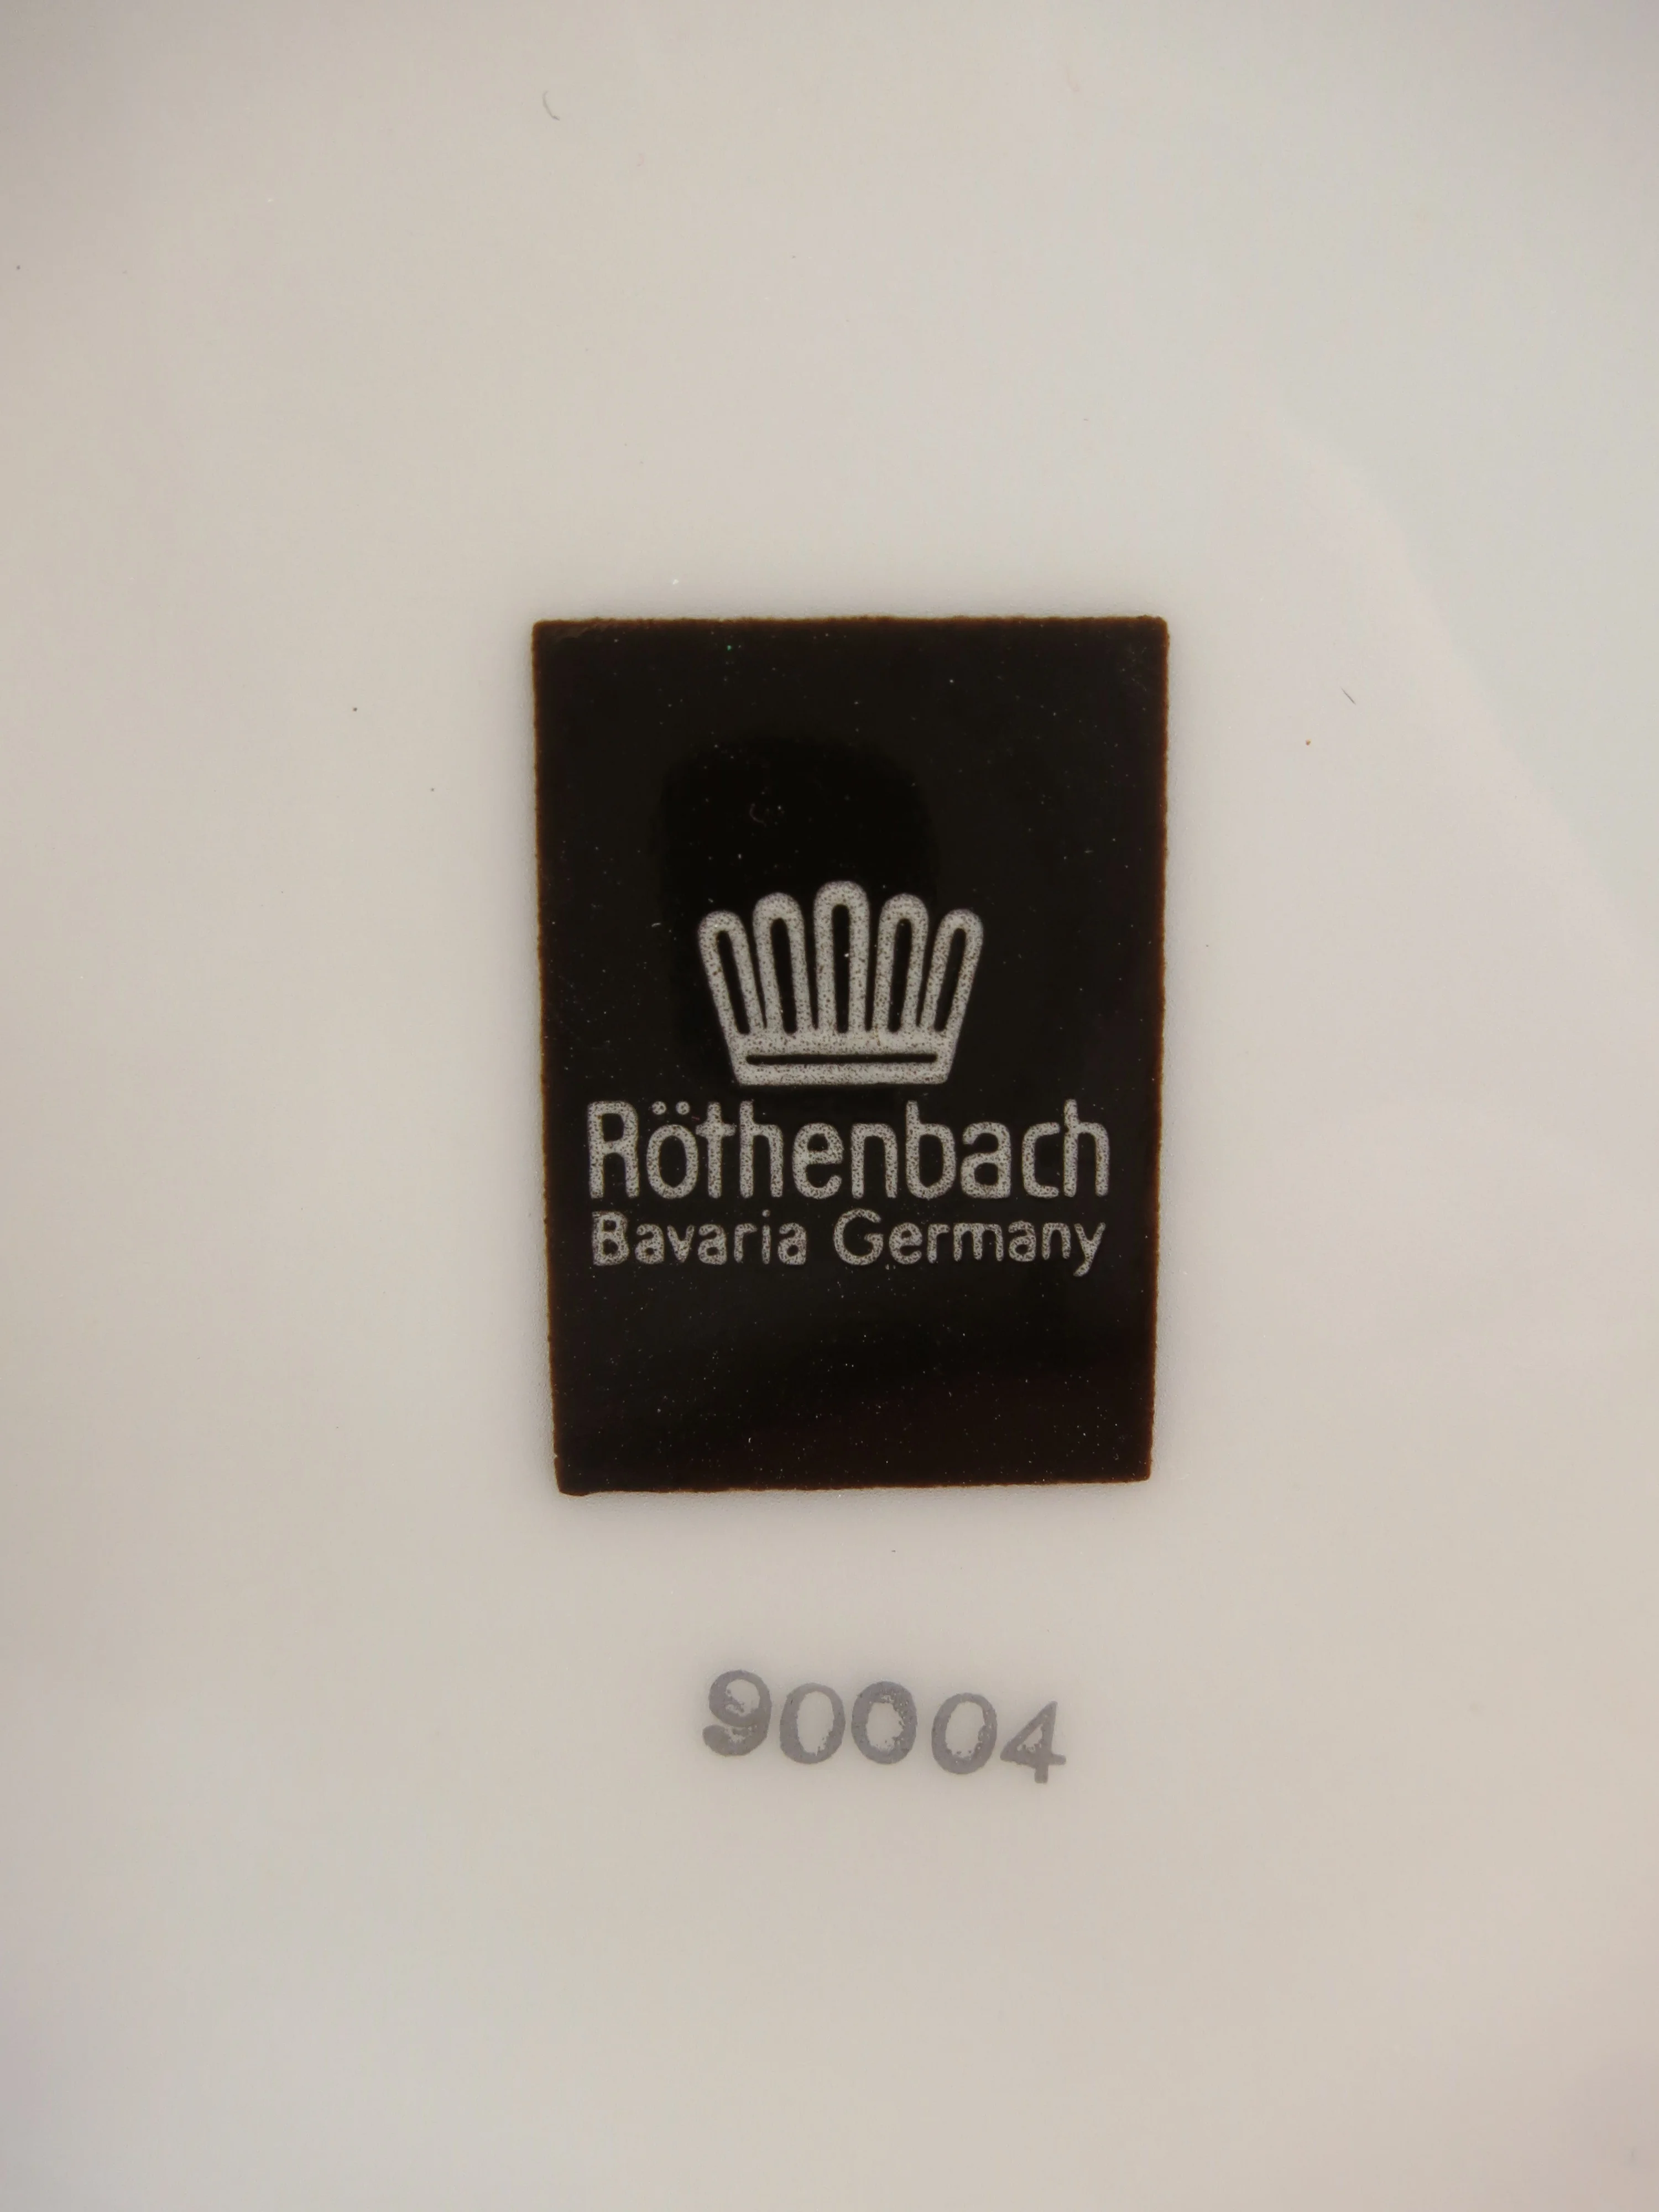 Röthenbach
Bavaria Germany
90004